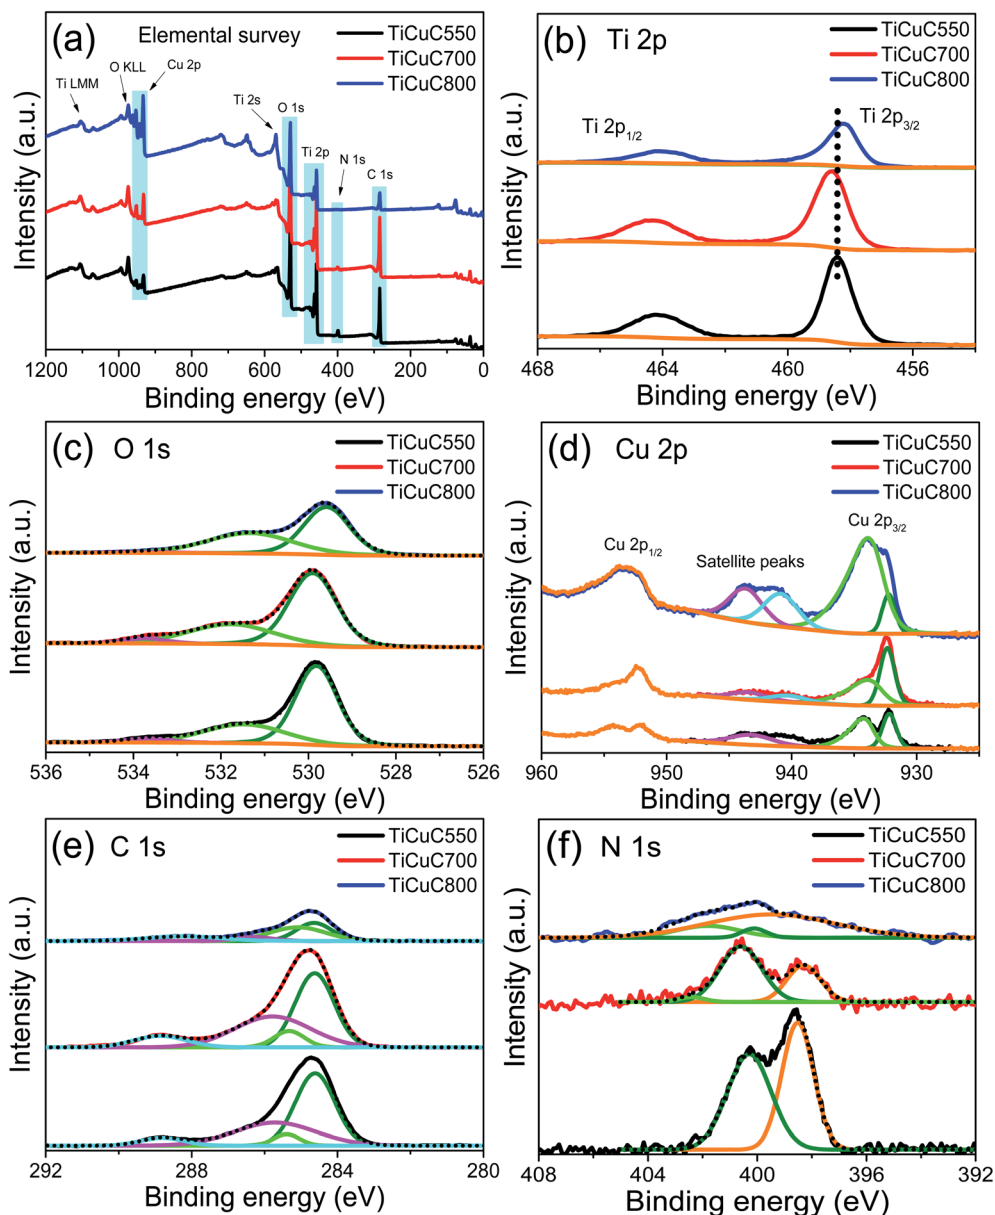 (a)
Elemental survey
TiCuC550
TiCuC700
TiCuC800
Ti LMM
O KLL
Cu 2p
Ti 2s
O 1s
Ti 2p
N 1s
C 1s
Intensity (a.u.)
1200 1000 800 600 400 200 0
Binding energy (eV)
(b) Ti 2p
TiCuC550
TiCuC700
TiCuC800
Ti 2p1/2
Ti 2p3/2
Intensity (a.u.)
468 464 460 456
Binding energy (eV)
(c) O 1s
TiCuC550
TiCuC700
TiCuC800
Intensity (a.u.)
536 534 532 530 528 526
Binding energy (eV)
(d) Cu 2p
TiCuC550
TiCuC700
TiCuC800
Cu 2p1/2
Satellite peaks
Cu 2p3/2
Intensity (a.u.)
960 950 940 930
Binding energy (eV)
(e) C 1s
TiCuC550
TiCuC700
TiCuC800
Intensity (a.u.)
292 288 284 280
Binding energy (eV)
(f) N 1s
TiCuC550
TiCuC700
TiCuC800
Intensity (a.u.)
408 404 400 396 392
Binding energy (eV)